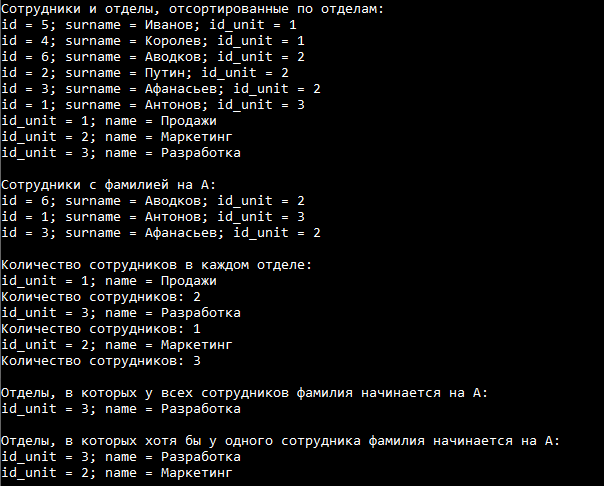 Сотрудники и отделы, отсортированные по отделам:
id = 5; surname = Иванов; id_unit = 1
id = 4; surname = Королев; id_unit = 1
id = 6; surname = Аводков; id_unit = 2
id = 2; surname = Путин; id_unit = 2
id = 3; surname = Афанасьев; id_unit = 2
id = 1; surname = Антонов; id_unit = 3
id_unit = 1; name = Продажи
id_unit = 2; name = Маркетинг
id_unit = 3; name = Разработка
Сотрудники с фамилией на А:
id = 6; surname = Аводков; id_unit = 2
id = 1; surname = Антонов; id_unit = 3
id = 3; surname = Афанасьев; id_unit = 2
Количество сотрудников в каждом отделе:
id_unit = 1; name = Продажи
Количество сотрудников: 2
id_unit = 3; name = Разработка
Количество сотрудников: 1
id_unit = 2; name = Маркетинг
Количество сотрудников: 3
Отделы, в которых у всех сотрудников фамилия начинается на А:
id_unit = 3; name = Разработка
Отделы, в которых хотя бы у одного сотрудника фамилия начинается на А:
id_unit = 3; name = Разработка
id_unit = 2; name = Маркетинг